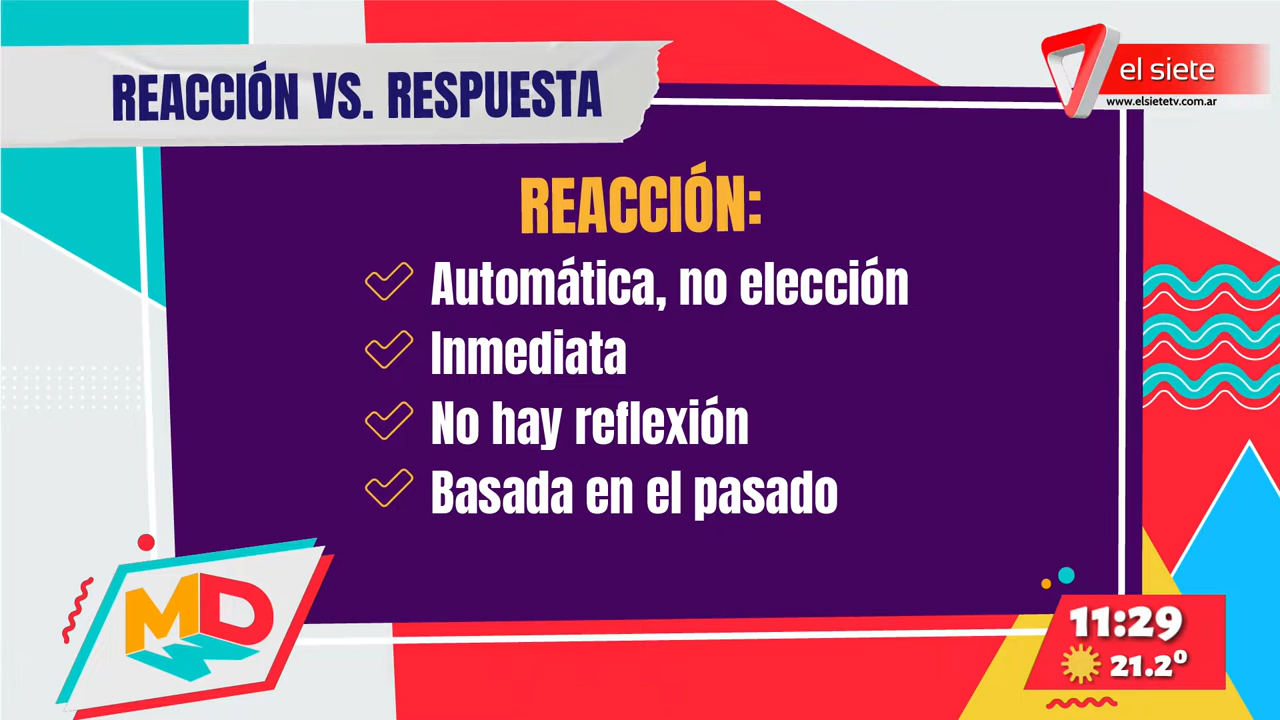 REACCIÓN VS. RESPUESTA
el siete
www.elsietetv.com.ar
REACCIÓN:
Automática, no elección
Inmediata
No hay reflexión
Basada en el pasado
MD
11:29
21.2º